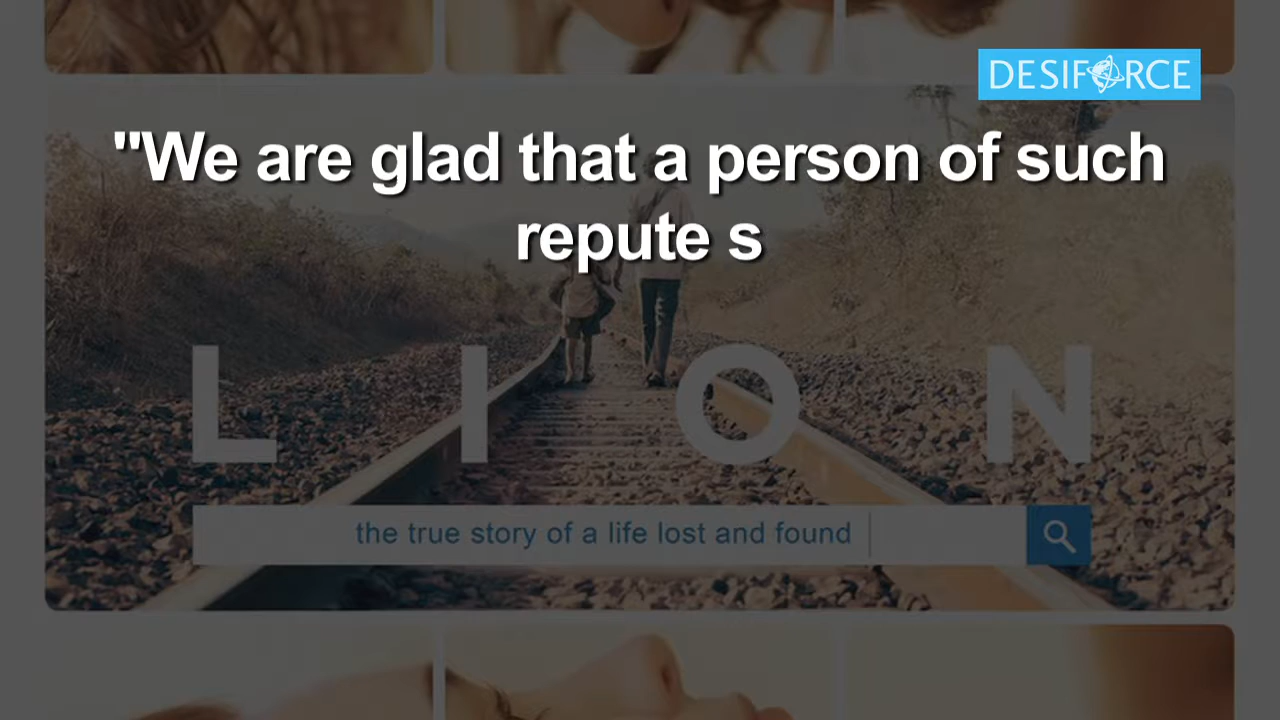 DESIFORCE
"We are glad that a person of such
repute s
L I O N
the true story of a life lost and found